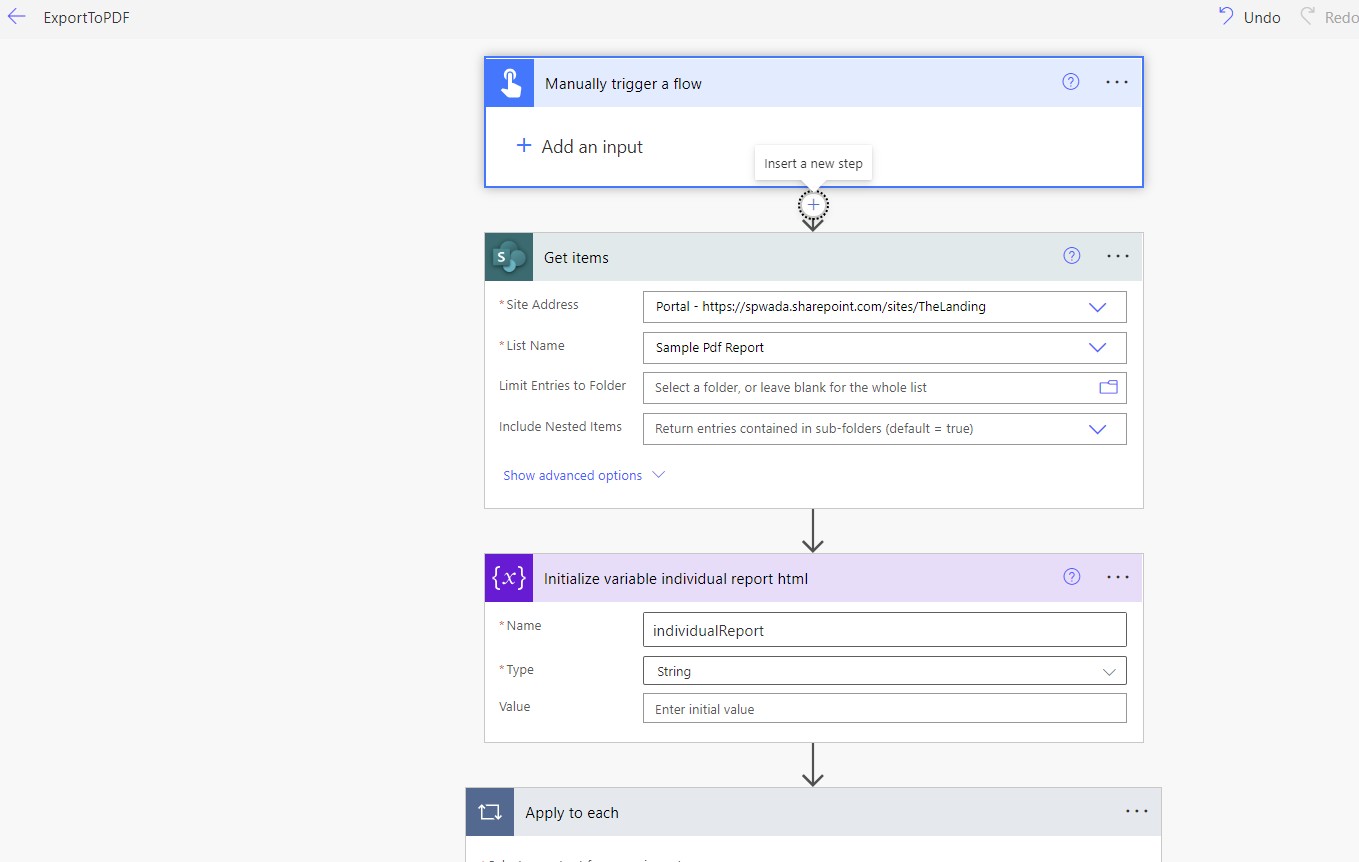 ExportToPDF
Undo
Redo
Manually trigger a flow
Add an input
Insert a new step
S
Get items
* Site Address
Portal - https://spwada.sharepoint.com/sites/TheLanding
* List Name
Sample Pdf Report
Limit Entries to Folder
Select a folder, or leave blank for the whole list
Include Nested Items
Return entries contained in sub-folders (default = true)
Show advanced options
{x}
Initialize variable individual report html
* Name
individualReport
* Type
String
Value
Enter initial value
Apply to each